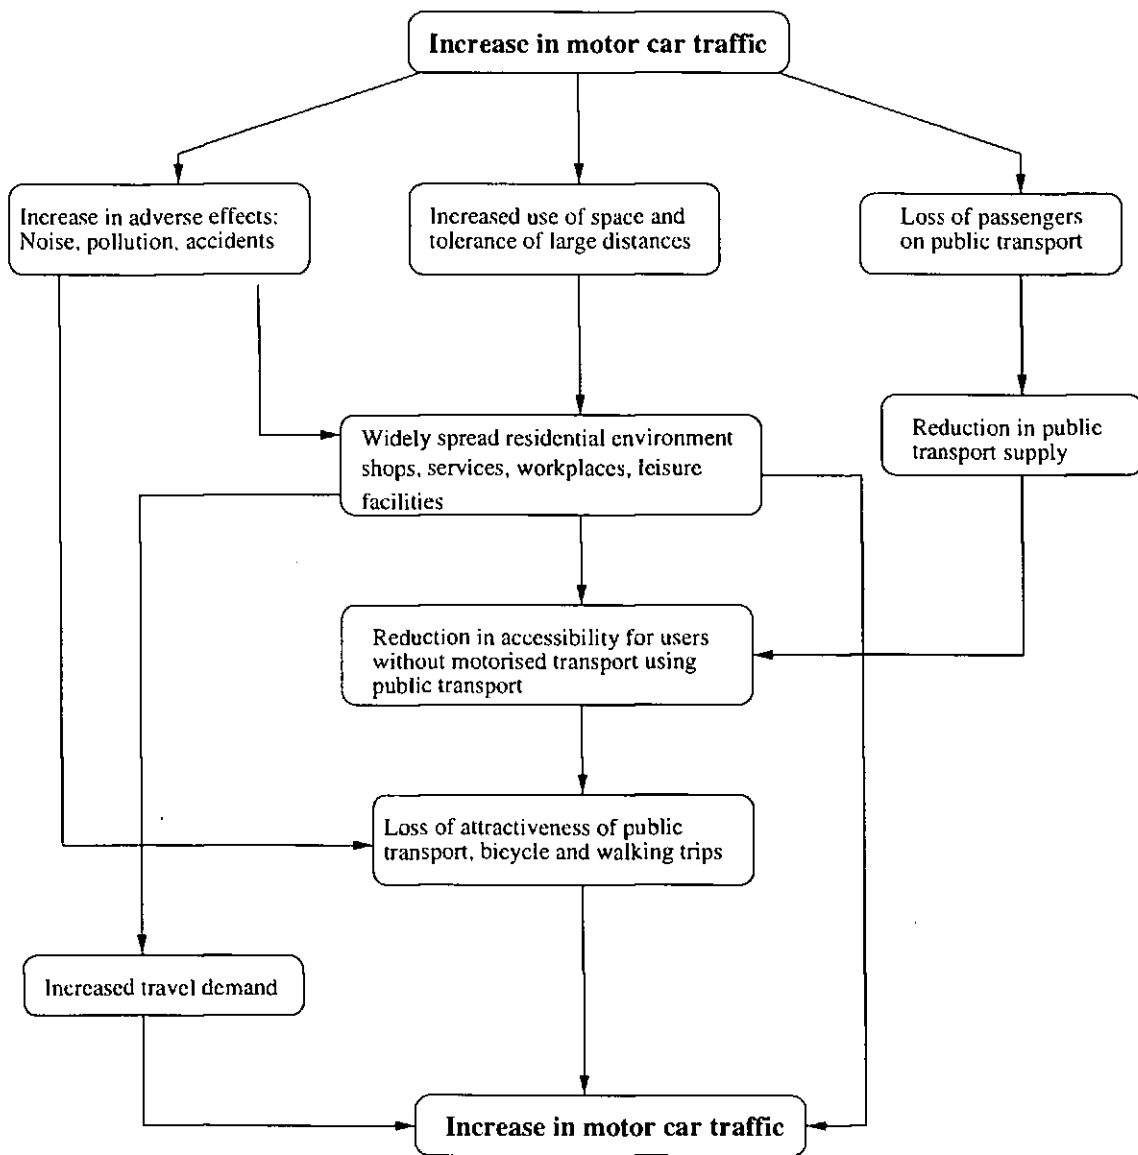 Increase in motor car traffic
Increase in adverse effects:
Noise, pollution, accidents
Increased use of space and
tolerance of large distances
Loss of passengers
on public transport
Widely spread residential environment
shops, services, workplaces, leisure
facilities
Reduction in public
transport supply
Reduction in accessibility for users
without motorised transport using
public transport
Loss of attractiveness of public
transport, bicycle and walking trips
Increased travel demand
Increase in motor car traffic